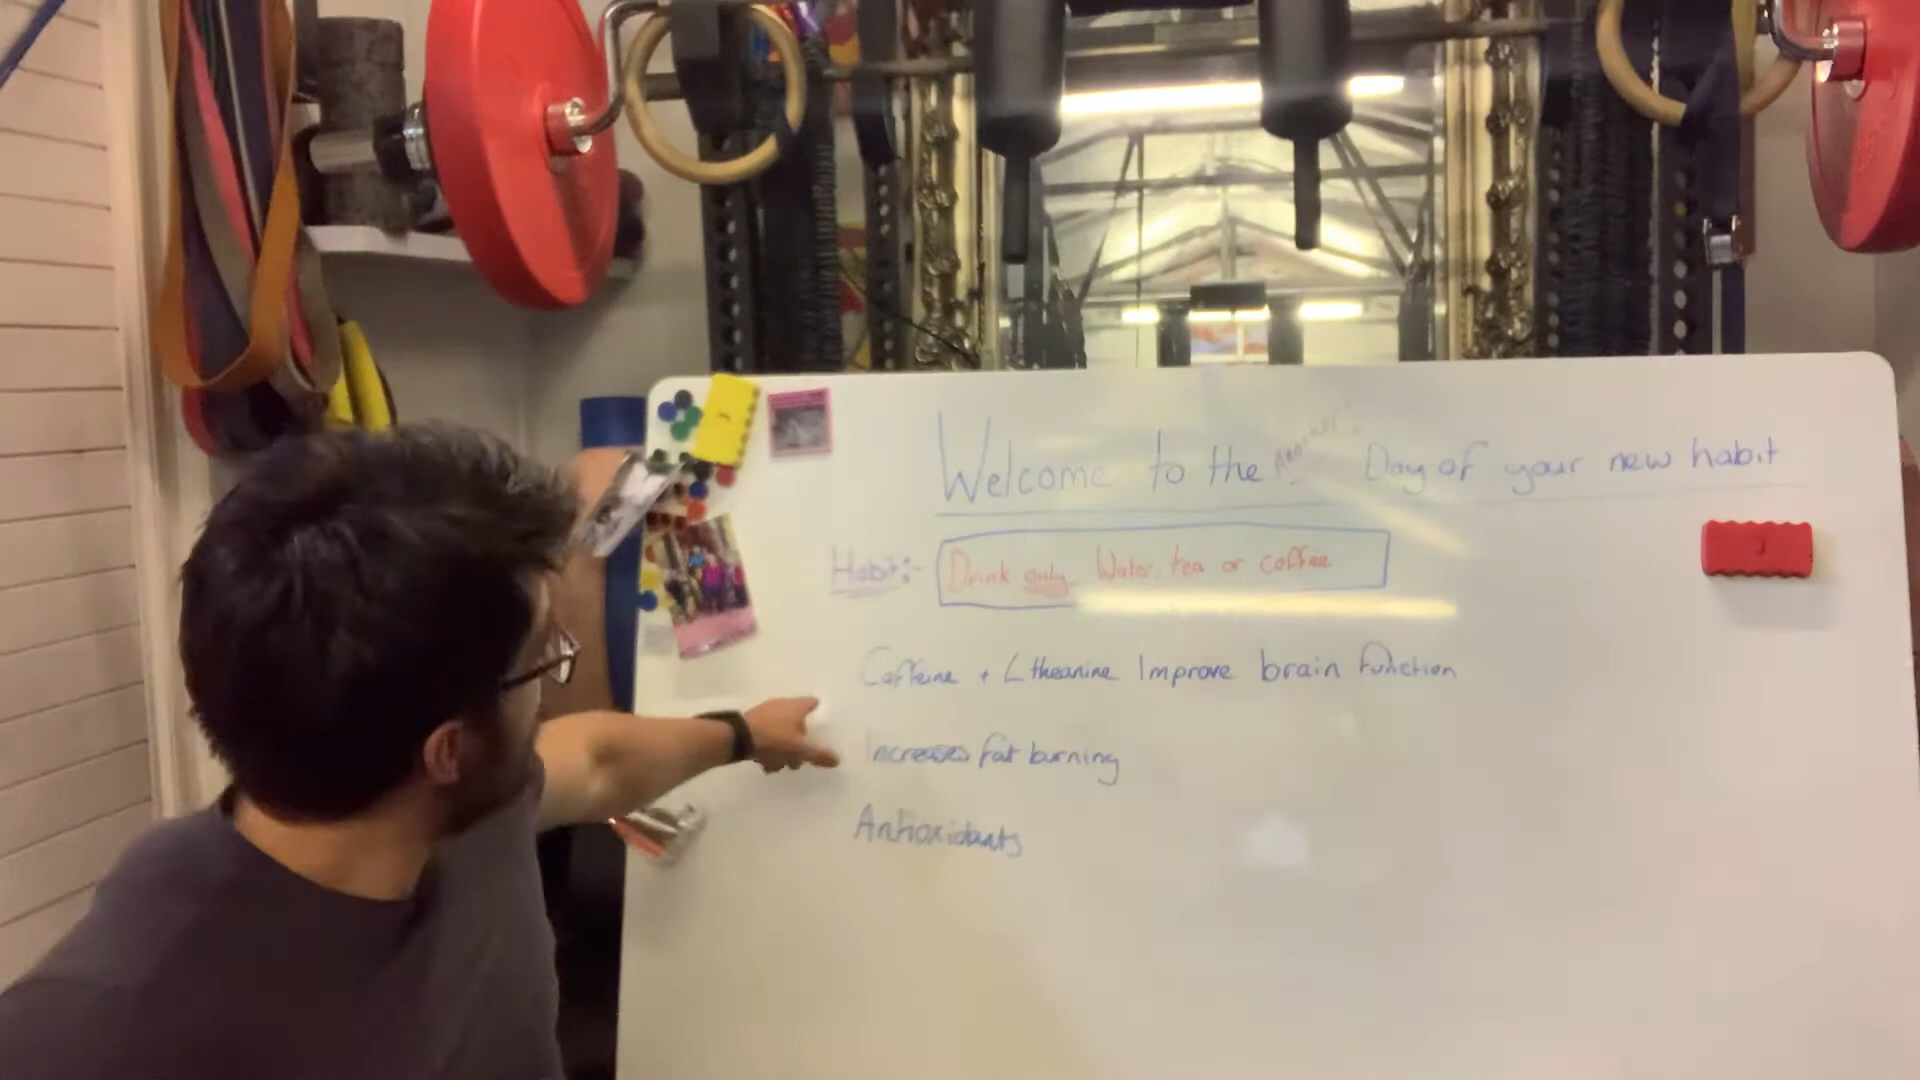 Welcome to the Another Day of your new habit
Habit:- Drink only Water tea or coffee
Caffeine + L theanine Improve brain function
Increases fat burning
Antioxidants